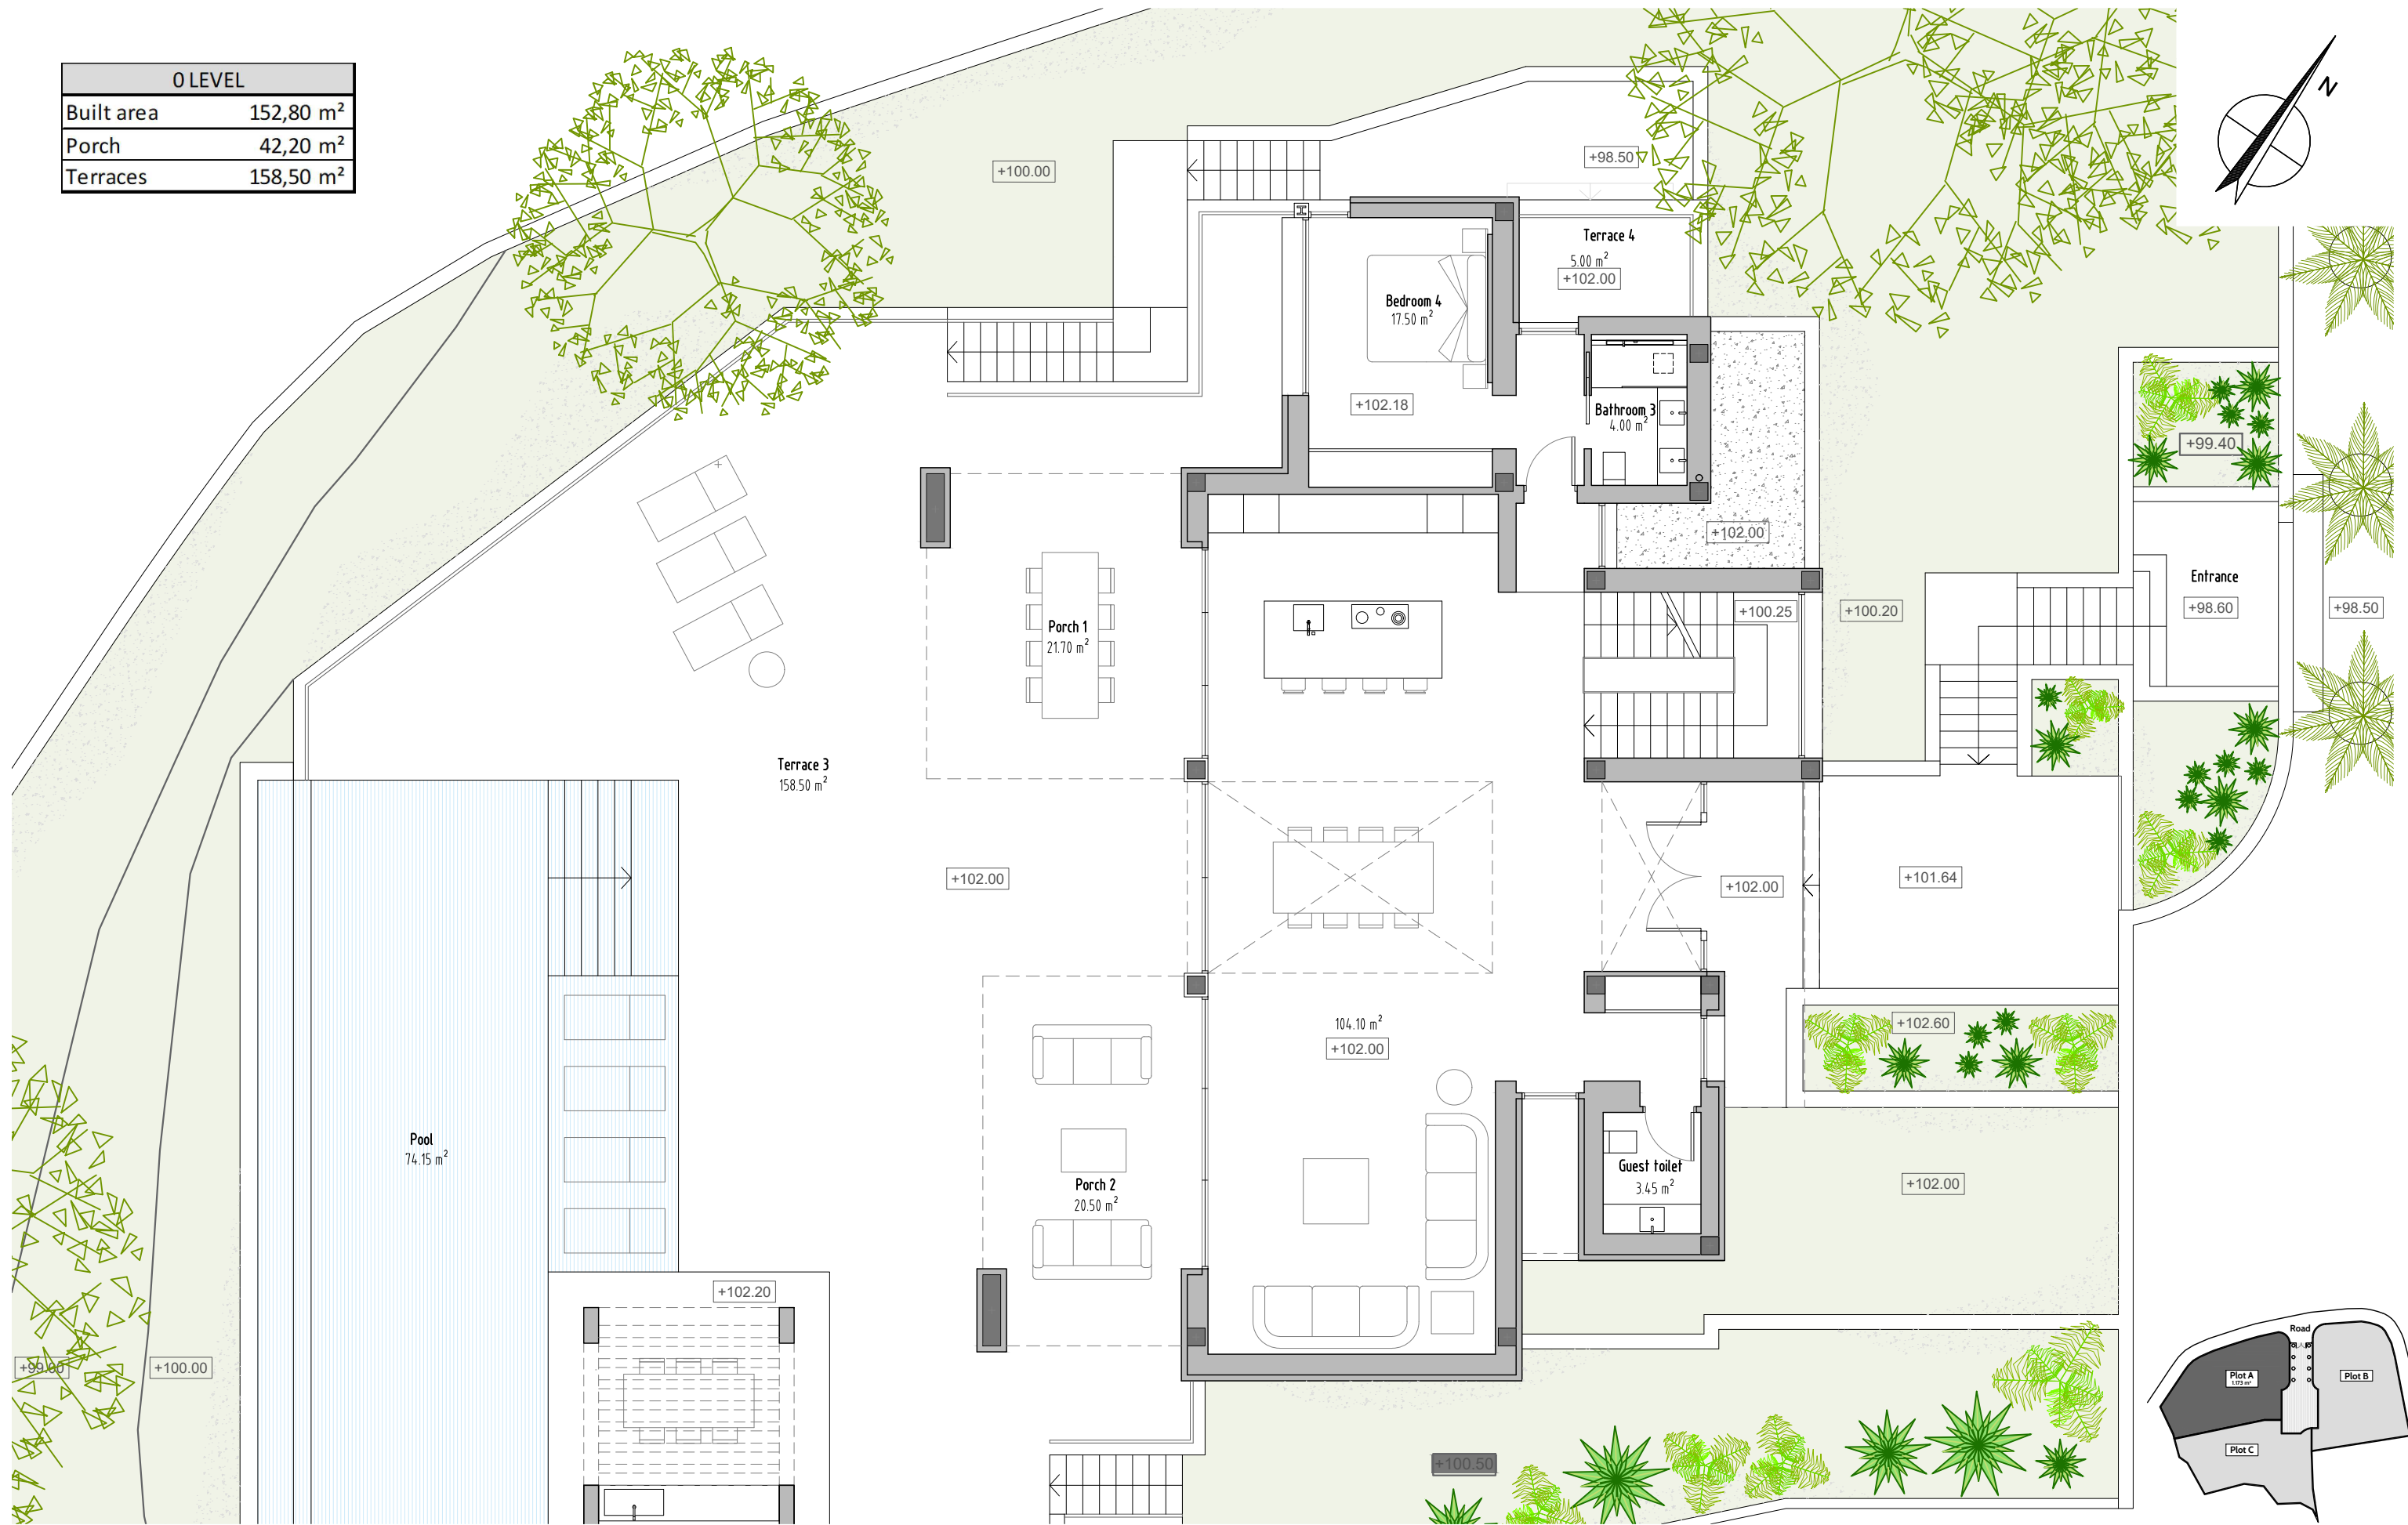 0 LEVEL
Built area 152,80 m²
Porch 42,20 m²
Terraces 158,50 m²
N
+100.00
+98.50
Terrace 4
5.00 m²
+102.00
Bedroom 4
17.50 m²
+102.18
Bathroom 3
4.00 m²
+102.00
+99.40
Entrance
+98.60
+98.50
+100.25
+100.20
Porch 1
21.70 m²
Terrace 3
158.50 m²
+102.00
+102.00
+101.64
104.10 m²
+102.00
+102.60
Pool
74.15 m²
Porch 2
20.50 m²
Guest toilet
3.45 m²
+102.00
+102.20
+100.00
+100.50
Road
Plot A
1.173 m²
Plot B
Plot C